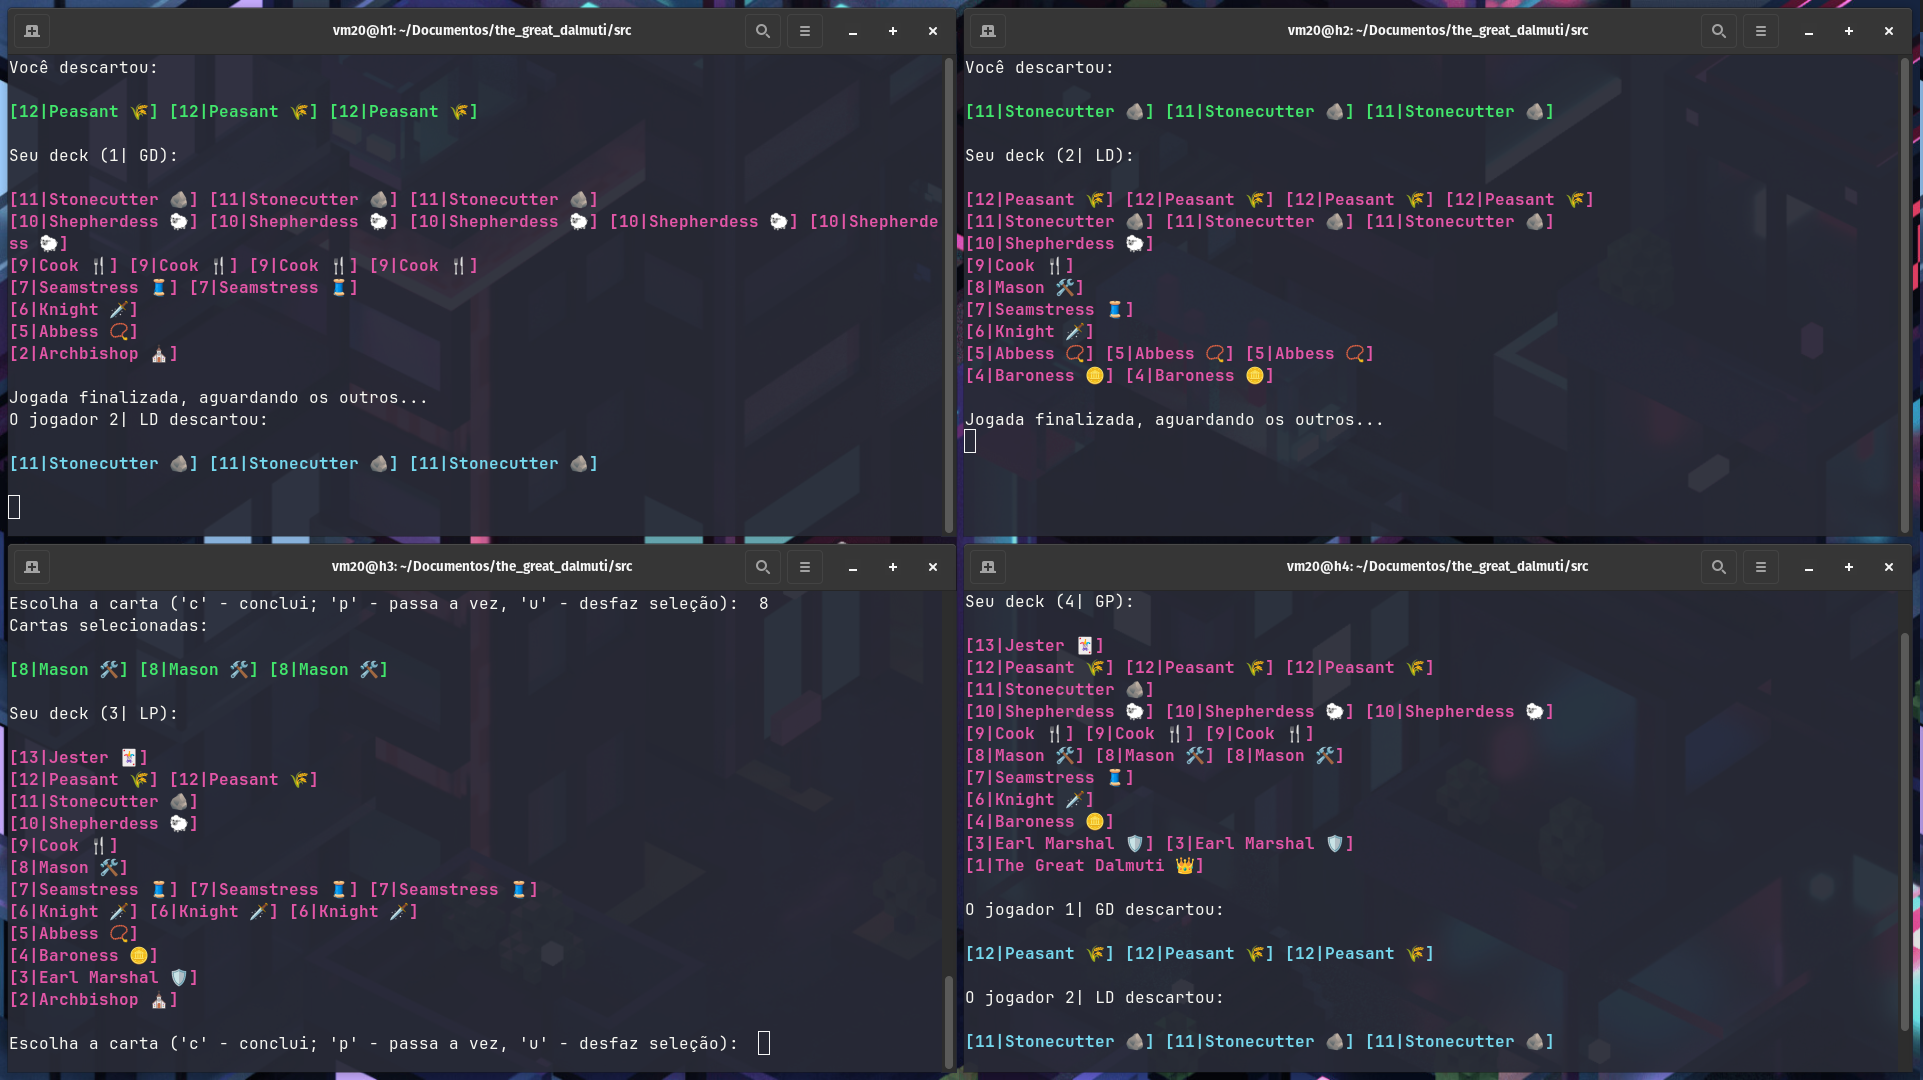 vm20@h1: ~/Documentos/the_great_dalmuti/src
Você descartou:
[12|Peasant 🌾] [12|Peasant 🌾] [12|Peasant 🌾]
Seu deck (1| GD):
[11|Stonecutter 🪨] [11|Stonecutter 🪨] [11|Stonecutter 🪨]
[10|Shepherdess 🐑] [10|Shepherdess 🐑] [10|Shepherdess 🐑] [10|Shepherdess 🐑] [10|Shepherde
ss 🐑]
[9|Cook 🍴] [9|Cook 🍴] [9|Cook 🍴] [9|Cook 🍴]
[7|Seamstress 🧵] [7|Seamstress 🧵]
[6|Knight 🗡️]
[5|Abbess 📿]
[2|Archbishop ⛪]
Jogada finalizada, aguardando os outros...
O jogador 2| LD descartou:
[11|Stonecutter 🪨] [11|Stonecutter 🪨] [11|Stonecutter 🪨]
vm20@h2: ~/Documentos/the_great_dalmuti/src
Você descartou:
[11|Stonecutter 🪨] [11|Stonecutter 🪨] [11|Stonecutter 🪨]
Seu deck (2| LD):
[12|Peasant 🌾] [12|Peasant 🌾] [12|Peasant 🌾] [12|Peasant 🌾]
[11|Stonecutter 🪨] [11|Stonecutter 🪨] [11|Stonecutter 🪨]
[10|Shepherdess 🐑]
[9|Cook 🍴]
[8|Mason 🛠️]
[7|Seamstress 🧵]
[6|Knight 🗡️]
[5|Abbess 📿] [5|Abbess 📿] [5|Abbess 📿]
[4|Baroness 🪙] [4|Baroness 🪙]
Jogada finalizada, aguardando os outros...
vm20@h3: ~/Documentos/the_great_dalmuti/src
Escolha a carta ('c' - conclui; 'p' - passa a vez, 'u' - desfaz seleção):  8
Cartas selecionadas:
[8|Mason 🛠️] [8|Mason 🛠️] [8|Mason 🛠️]
Seu deck (3| LP):
[13|Jester 🃏]
[12|Peasant 🌾] [12|Peasant 🌾]
[11|Stonecutter 🪨]
[10|Shepherdess 🐑]
[9|Cook 🍴]
[8|Mason 🛠️]
[7|Seamstress 🧵] [7|Seamstress 🧵] [7|Seamstress 🧵]
[6|Knight 🗡️] [6|Knight 🗡️] [6|Knight 🗡️]
[5|Abbess 📿]
[4|Baroness 🪙]
[3|Earl Marshal 🛡️]
[2|Archbishop ⛪]
Escolha a carta ('c' - conclui; 'p' - passa a vez, 'u' - desfaz seleção):
vm20@h4: ~/Documentos/the_great_dalmuti/src
Seu deck (4| GP):
[13|Jester 🃏]
[12|Peasant 🌾] [12|Peasant 🌾] [12|Peasant 🌾]
[11|Stonecutter 🪨]
[10|Shepherdess 🐑] [10|Shepherdess 🐑] [10|Shepherdess 🐑]
[9|Cook 🍴] [9|Cook 🍴] [9|Cook 🍴]
[8|Mason 🛠️] [8|Mason 🛠️] [8|Mason 🛠️]
[7|Seamstress 🧵]
[6|Knight 🗡️]
[4|Baroness 🪙]
[3|Earl Marshal 🛡️] [3|Earl Marshal 🛡️]
[1|The Great Dalmuti 👑]
O jogador 1| GD descartou:
[12|Peasant 🌾] [12|Peasant 🌾] [12|Peasant 🌾]
O jogador 2| LD descartou:
[11|Stonecutter 🪨] [11|Stonecutter 🪨] [11|Stonecutter 🪨]